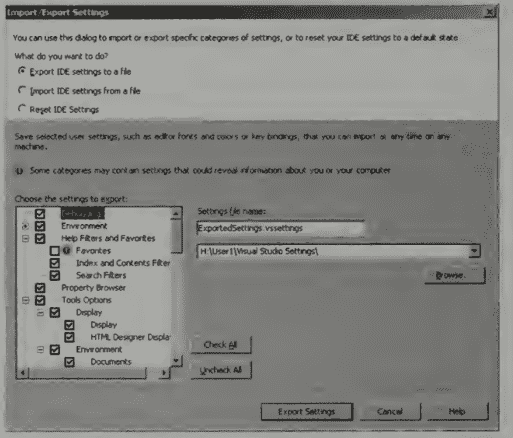 Import/Export Settings
You can use this dialog to import or export specific categories of settings, or to reset your IDE settings to a default state
What do you want to do?
Export IDE settings to a file
Import IDE settings from a file
Reset IDE Settings
Save selected user settings, such as editor fonts and colors or key bindings, that you can import at any time on any
machine.
Some categories may contain settings that could reveal information about you or your computer
Choose the settings to export:
Settings file name:
Debugging
Environment
ExportedSettings.vssettings
Help Filters and Favorites
Favorites
H:\User1\Visual Studio Settings\
Index and Contents Filter
Search Filters
Browse...
Property Browser
Tools Options
Display
Display
HTML Designer Displa
Check All
Environment
Documents
Uncheck All
Export Settings
Cancel
Help